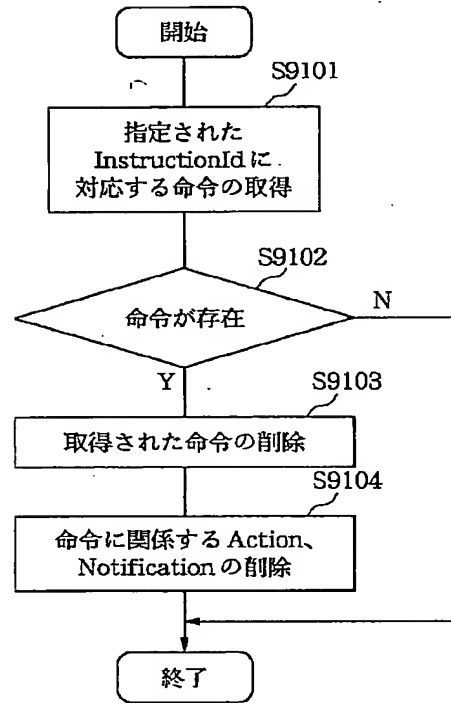 開始
S9101
指定された
InstructionIdに
対応する命令の取得
S9102
命令が存在
N
Y
S9103
取得された命令の削除
S9104
命令に関係するAction、
Notificationの削除
終了